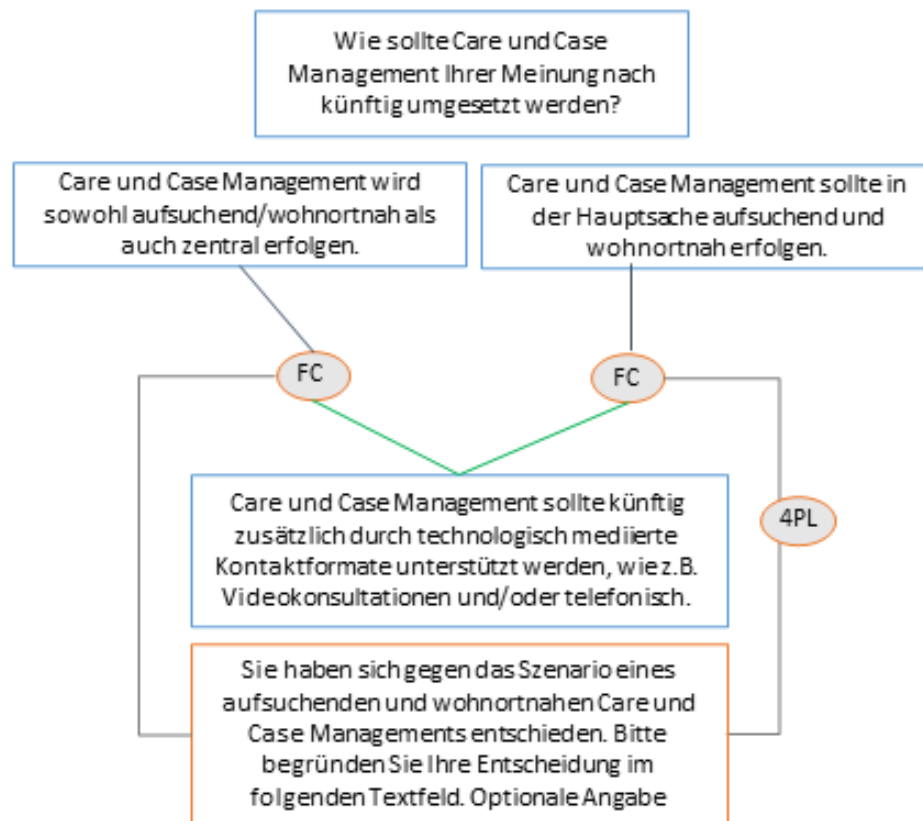 Wie sollte Care und Case
Management Ihrer Meinung nach
künftig umgesetzt werden?
Care und Case Management wird
sowohl aufsuchend/wohnortnah als
auch zentral erfolgen.
Care und Case Management sollte in
der Hauptsache aufsuchend und
wohnortnah erfolgen.
FC
FC
Care und Case Management sollte künftig
zusätzlich durch technologisch mediierte
Kontaktformate unterstützt werden, wie z.B.
Videokonsultationen und/oder telefonisch.
4PL
Sie haben sich gegen das Szenario eines
aufsuchenden und wohnortnahen Care und
Case Managements entschieden. Bitte
begründen Sie Ihre Entscheidung im
folgenden Textfeld. Optionale Angabe